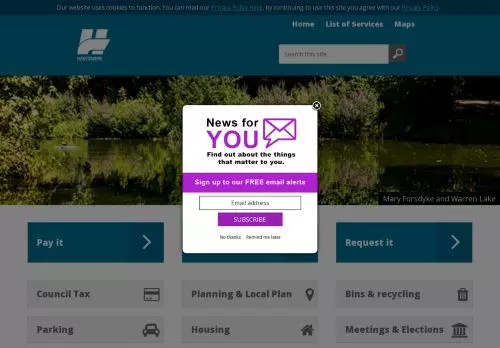 Our website uses cookies to function. You can read our Privacy Policy here, by continuing to use this site you agree with our Privacy Policy
Home List of Services Maps
HERTSMERE
Search this site
News for
YOU
Find out about the things
that matter to you.
Sign up to our FREE email alerts
Email address
SUBSCRIBE
No thanks Remind me later
Mary Forsdyke and Warren Lake
Pay it
Request it
Council Tax
Planning & Local Plan
Bins & recycling
Parking
Housing
Meetings & Elections